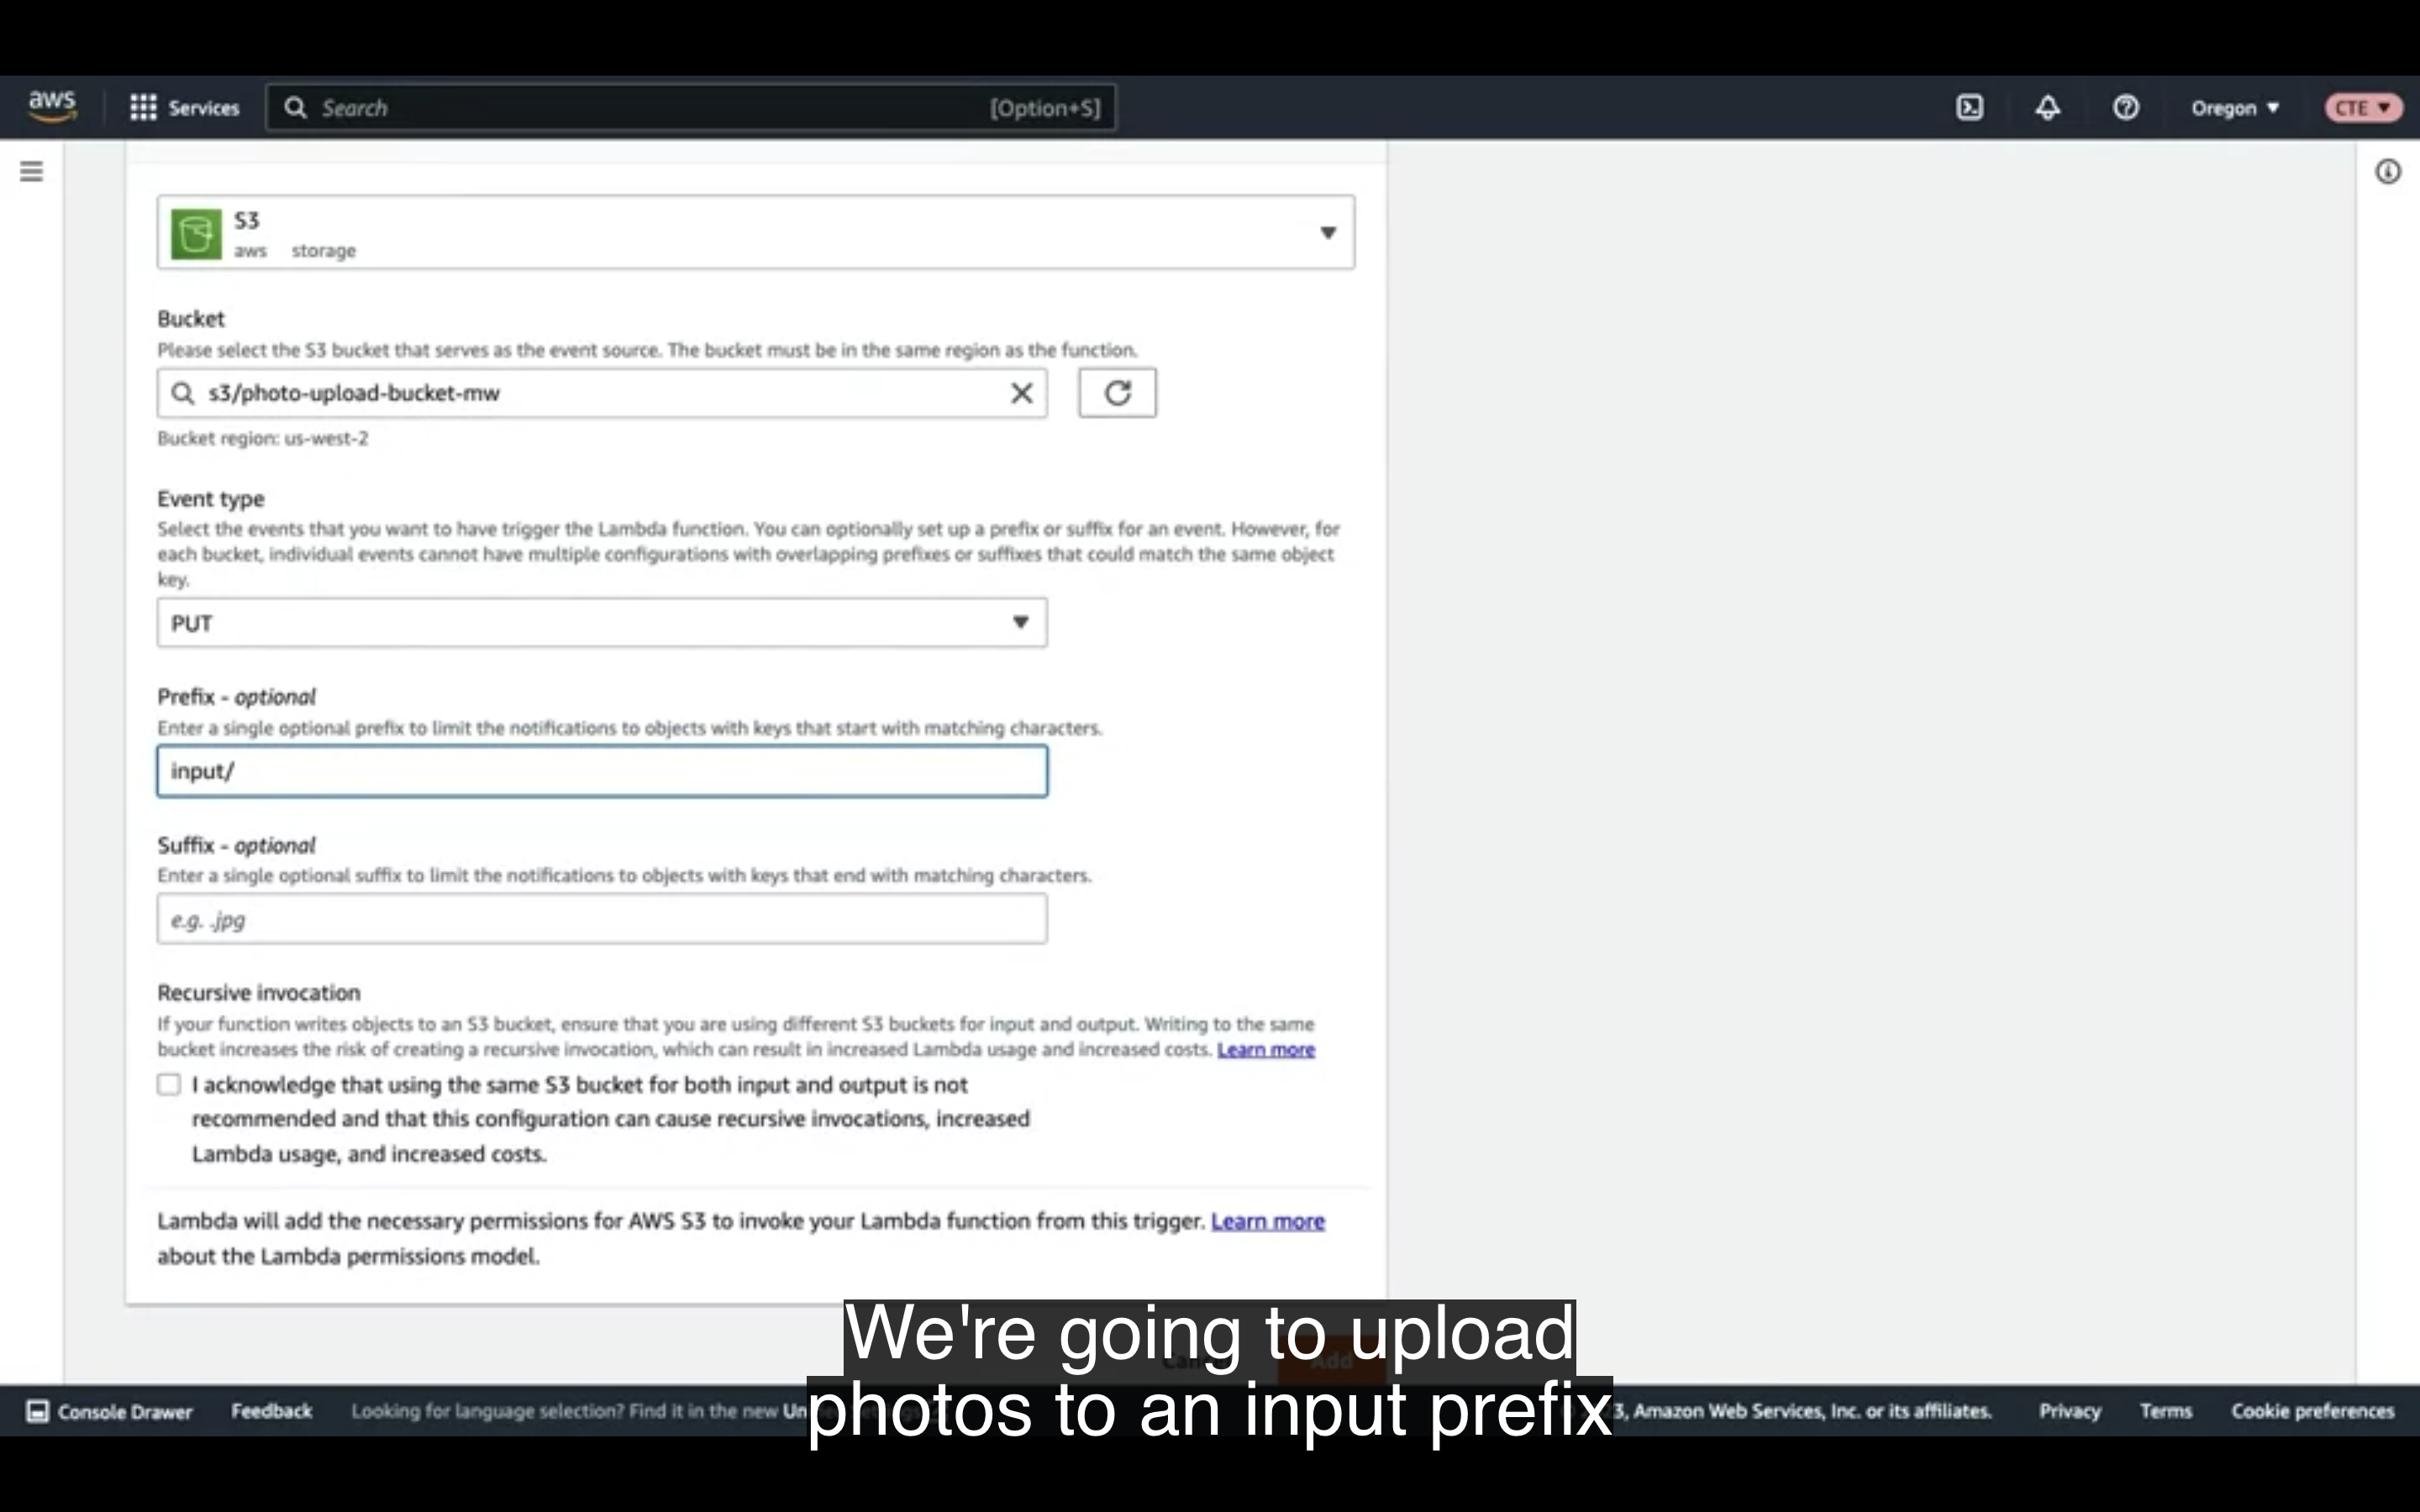 aws
Services
Search
[Option+S]
Oregon
CTE
S3
aws storage
Bucket
Please select the S3 bucket that serves as the event source. The bucket must be in the same region as the function.
s3/photo-upload-bucket-mw
Bucket region: us-west-2
Event type
Select the events that you want to have trigger the Lambda function. You can optionally set up a prefix or suffix for an event. However, for
each bucket, individual events cannot have multiple configurations with overlapping prefixes or suffixes that could match the same object
key.
PUT
Prefix - optional
Enter a single optional prefix to limit the notifications to objects with keys that start with matching characters.
input/
Suffix - optional
Enter a single optional suffix to limit the notifications to objects with keys that end with matching characters.
e.g. .jpg
Recursive invocation
If your function writes objects to an S3 bucket, ensure that you are using different S3 buckets for input and output. Writing to the same
bucket increases the risk of creating a recursive invocation, which can result in increased Lambda usage and increased costs. Learn more
I acknowledge that using the same S3 bucket for both input and output is not
recommended and that this configuration can cause recursive invocations, increased
Lambda usage, and increased costs.
Lambda will add the necessary permissions for AWS S3 to invoke your Lambda function from this trigger. Learn more
about the Lambda permissions model.
Add
We're going to upload
photos to an input prefix
Console Drawer
Feedback
Looking for language selection? Find it in the new
3, Amazon Web Services, Inc. or its affiliates.
Privacy
Terms
Cookie preferences